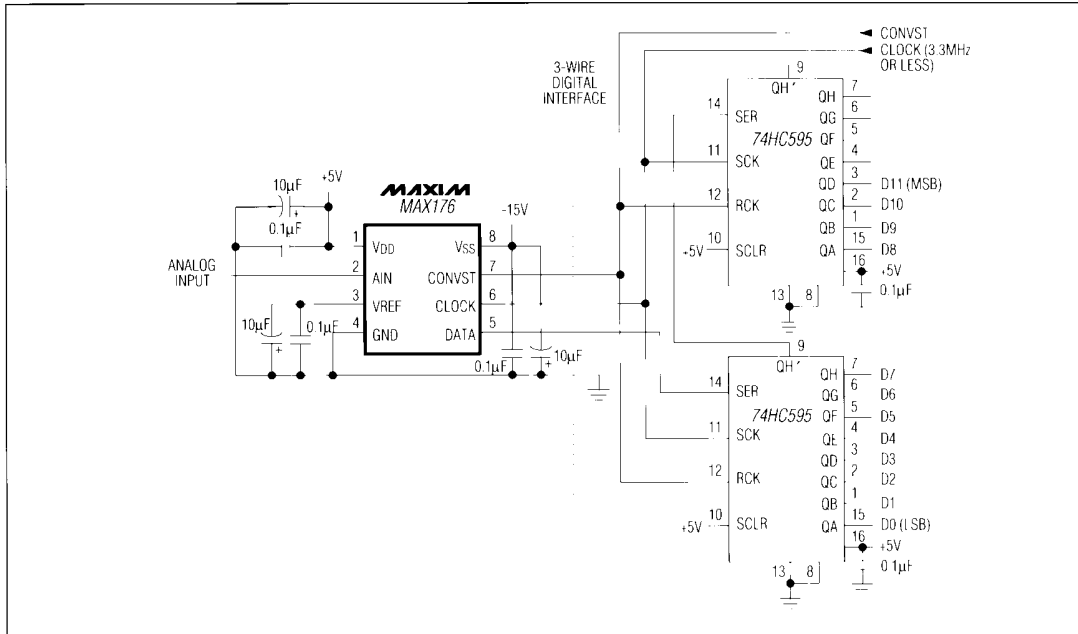 CONVST
CLOCK (3.3MHz
OR LESS)
3-WIRE
DIGITAL
INTERFACE
9
QH'
14
SER
74HC595
11
SCK
12
RCK
+5V
10
SCLR
QH
7
QG
6
QF
5
QE
4
QD
3
D11 (MSB)
QC
2
D10
QB
1
D9
QA
15
D8
16
+5V
0.1µF
13
8
10µF
+
+5V
0.1µF
MAXIM
MAX176
-15V
ANALOG
INPUT
1
VDD
2
AIN
3
VREF
4
GND
VSS
8
CONVST
7
CLOCK
6
DATA
5
10µF
+
0.1µF
0.1µF
+
10µF
9
QH'
14
SER
74HC595
11
SCK
12
RCK
+5V
10
SCLR
QH
7
D7
QG
6
D6
QF
5
D5
QE
4
D4
QD
3
D3
QC
2
D2
QB
1
D1
QA
15
D0 (LSB)
16
+5V
0.1µF
13
8